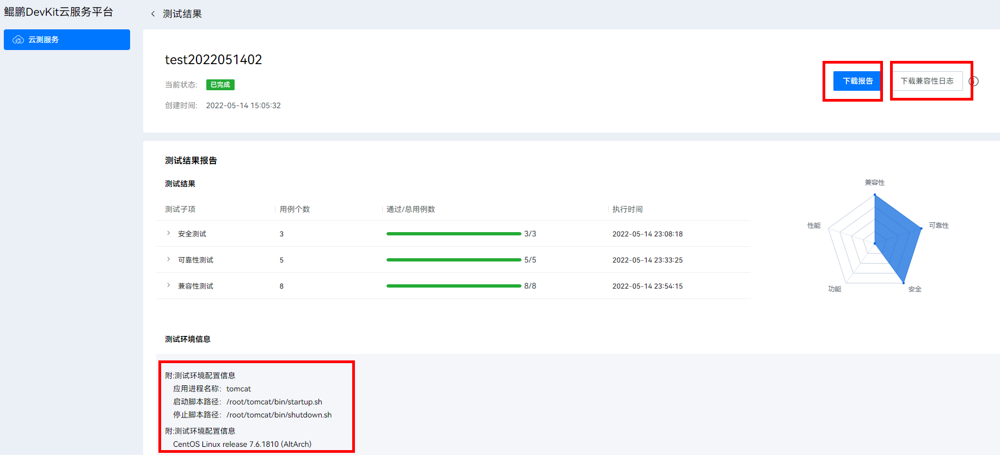 鲲鹏DevKit云服务平台
测试结果
云测服务
test2022051402
当前状态: 已完成
创建时间: 2022-05-14 15:05:32
下载报告
下载兼容性日志
测试结果报告
测试结果
测试子项 用例个数 通过/总用例数 执行时间
安全测试 3 3/3 2022-05-14 23:08:18
可靠性测试 5 5/5 2022-05-14 23:33:25
兼容性测试 8 8/8 2022-05-14 23:54:15
兼容性
性能
可靠性
功能
安全
测试环境信息
附:测试环境配置信息
应用进程名称：tomcat
启动脚本路径：/root/tomcat/bin/startup.sh
停止脚本路径：/root/tomcat/bin/shutdown.sh
附:测试环境配置信息
CentOS Linux release 7.6.1810 (AltArch)